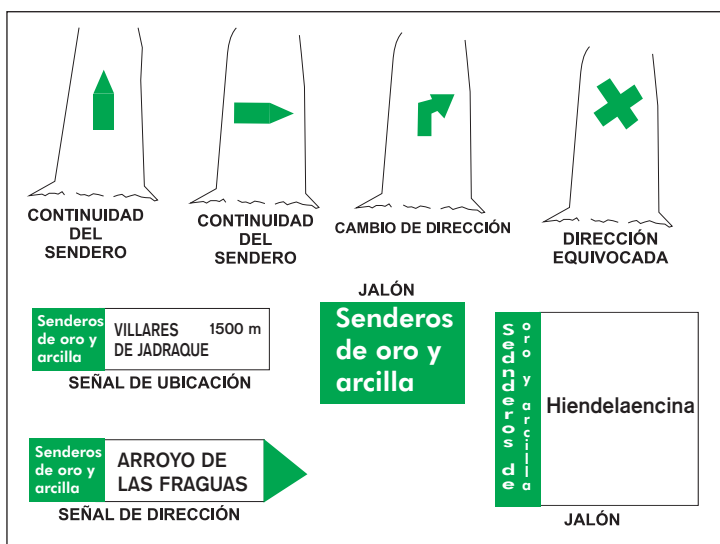 CONTINUIDAD
DEL
SENDERO
CONTINUIDAD
DEL
SENDERO
CAMBIO DE DIRECCIÓN
DIRECCIÓN
EQUIVOCADA
Senderos
de oro y
arcilla
VILLARES 1500 m
DE JADRAQUE
SEÑAL DE UBICACIÓN
JALÓN
Senderos
de oro y
arcilla
Sednderos de
oro y arcilla
Hiendelaencina
JALÓN
Senderos
de oro y
arcilla
ARROYO DE
LAS FRAGUAS
SEÑAL DE DIRECCIÓN